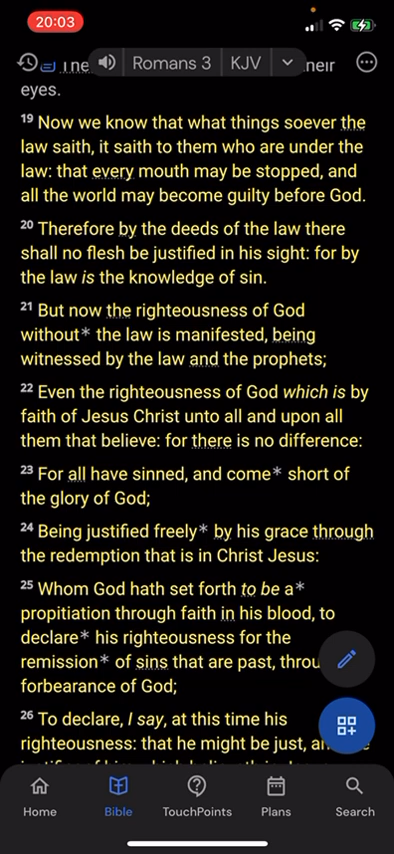 20:03
Romans 3 KJV
eyes.
19 Now we know that what things soever the
law saith, it saith to them who are under the
law: that every mouth may be stopped, and
all the world may become guilty before God.
20 Therefore by the deeds of the law there
shall no flesh be justified in his sight: for by
the law is the knowledge of sin.
21 But now the righteousness of God
without* the law is manifested, being
witnessed by the law and the prophets;
22 Even the righteousness of God which is by
faith of Jesus Christ unto all and upon all
them that believe: for there is no difference:
23 For all have sinned, and come* short of
the glory of God;
24 Being justified freely* by his grace through
the redemption that is in Christ Jesus:
25 Whom God hath set forth to be a*
propitiation through faith in his blood, to
declare* his righteousness for the
remission* of sins that are past,
forbearance of God;
26 To declare, I say, at this time his
righteousness: that he might be just,
Home Bible TouchPoints Plans Search